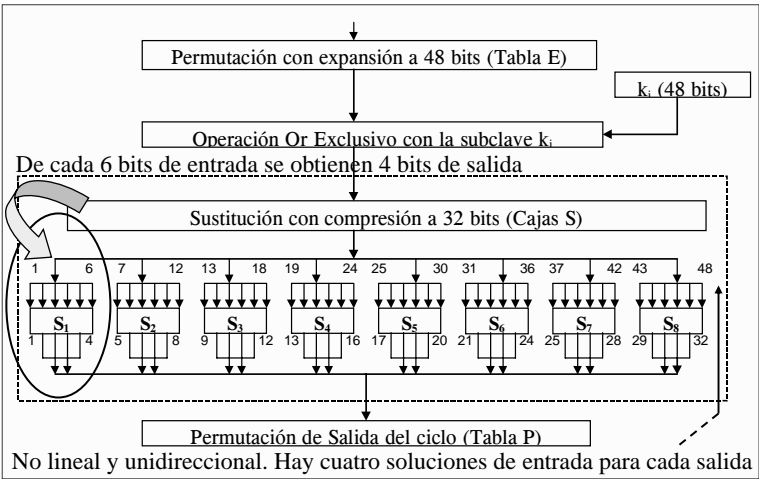 Permutación con expansión a 48 bits (Tabla E)
kᵢ (48 bits)
Operación Or Exclusivo con la subclave kᵢ
De cada 6 bits de entrada se obtienen 4 bits de salida
Sustitución con compresión a 32 bits (Cajas S)
1 6 7 12 13 18 19 24 25 30 31 36 37 42 43 48
S₁ S₂ S₃ S₄ S₅ S₆ S₇ S₈
1 4 5 8 9 12 13 16 17 20 21 24 25 28 29 32
Permutación de Salida del ciclo (Tabla P)
No lineal y unidireccional. Hay cuatro soluciones de entrada para cada salida